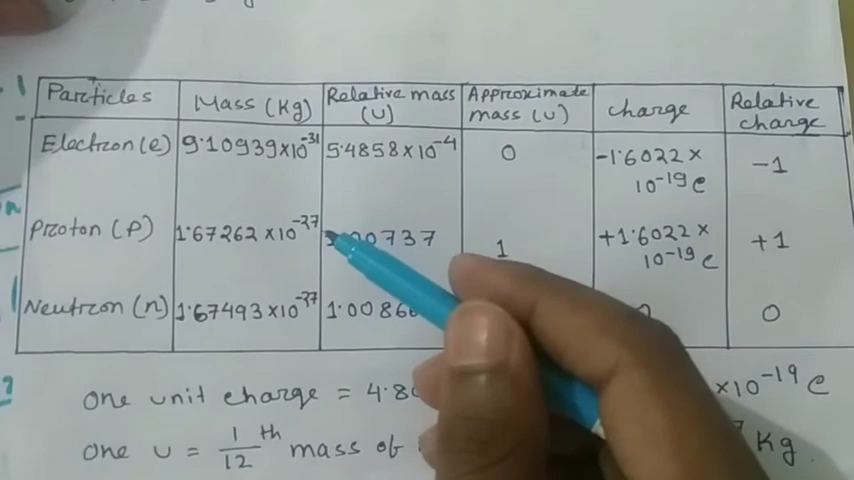 Particles Mass (Kg) Relative mass (U) Approximate mass (U) Charge Relative charge
Electron (e) 9.10939×10⁻³¹ 5.4858×10⁻⁴ 0 -1.6022× 10⁻¹⁹ C -1
Proton (P) 1.67262×10⁻²⁷ 00737 1 +1.6022× 10⁻¹⁹ C +1
Neutron (n) 1.67493×10⁻²⁷ 1.0086 0
One unit charge = 4.8 ×10⁻¹⁹ C
One u = 1/12 th mass of Kg.